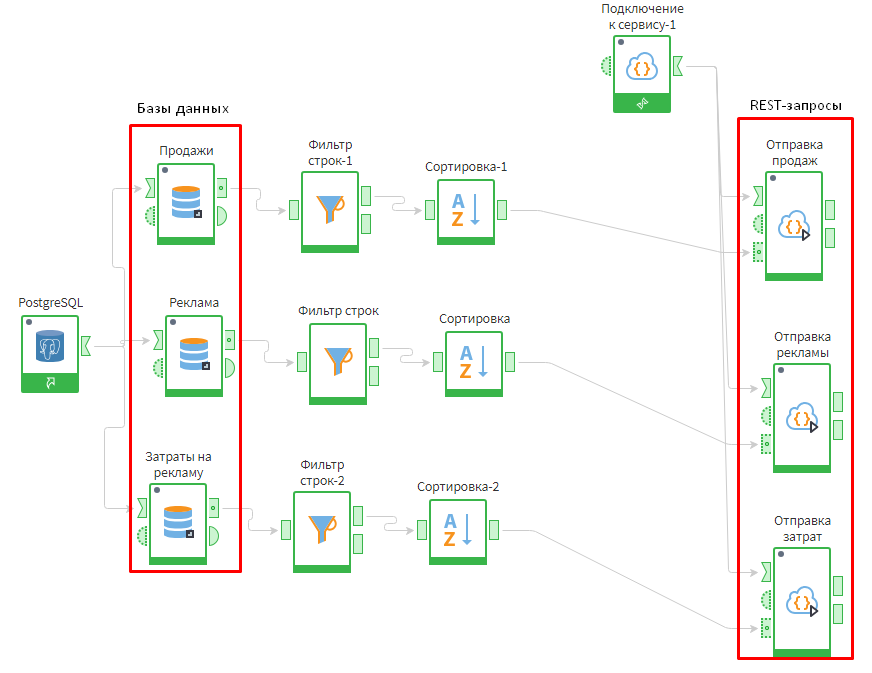 Подключение
к сервису-1
Базы данных
REST-запросы
Продажи
Фильтр
строк-1
Сортировка-1
Отправка
продаж
PostgreSQL
Реклама
Фильтр строк
Сортировка
Отправка
рекламы
Затраты на
рекламу
Фильтр
строк-2
Сортировка-2
Отправка
затрат